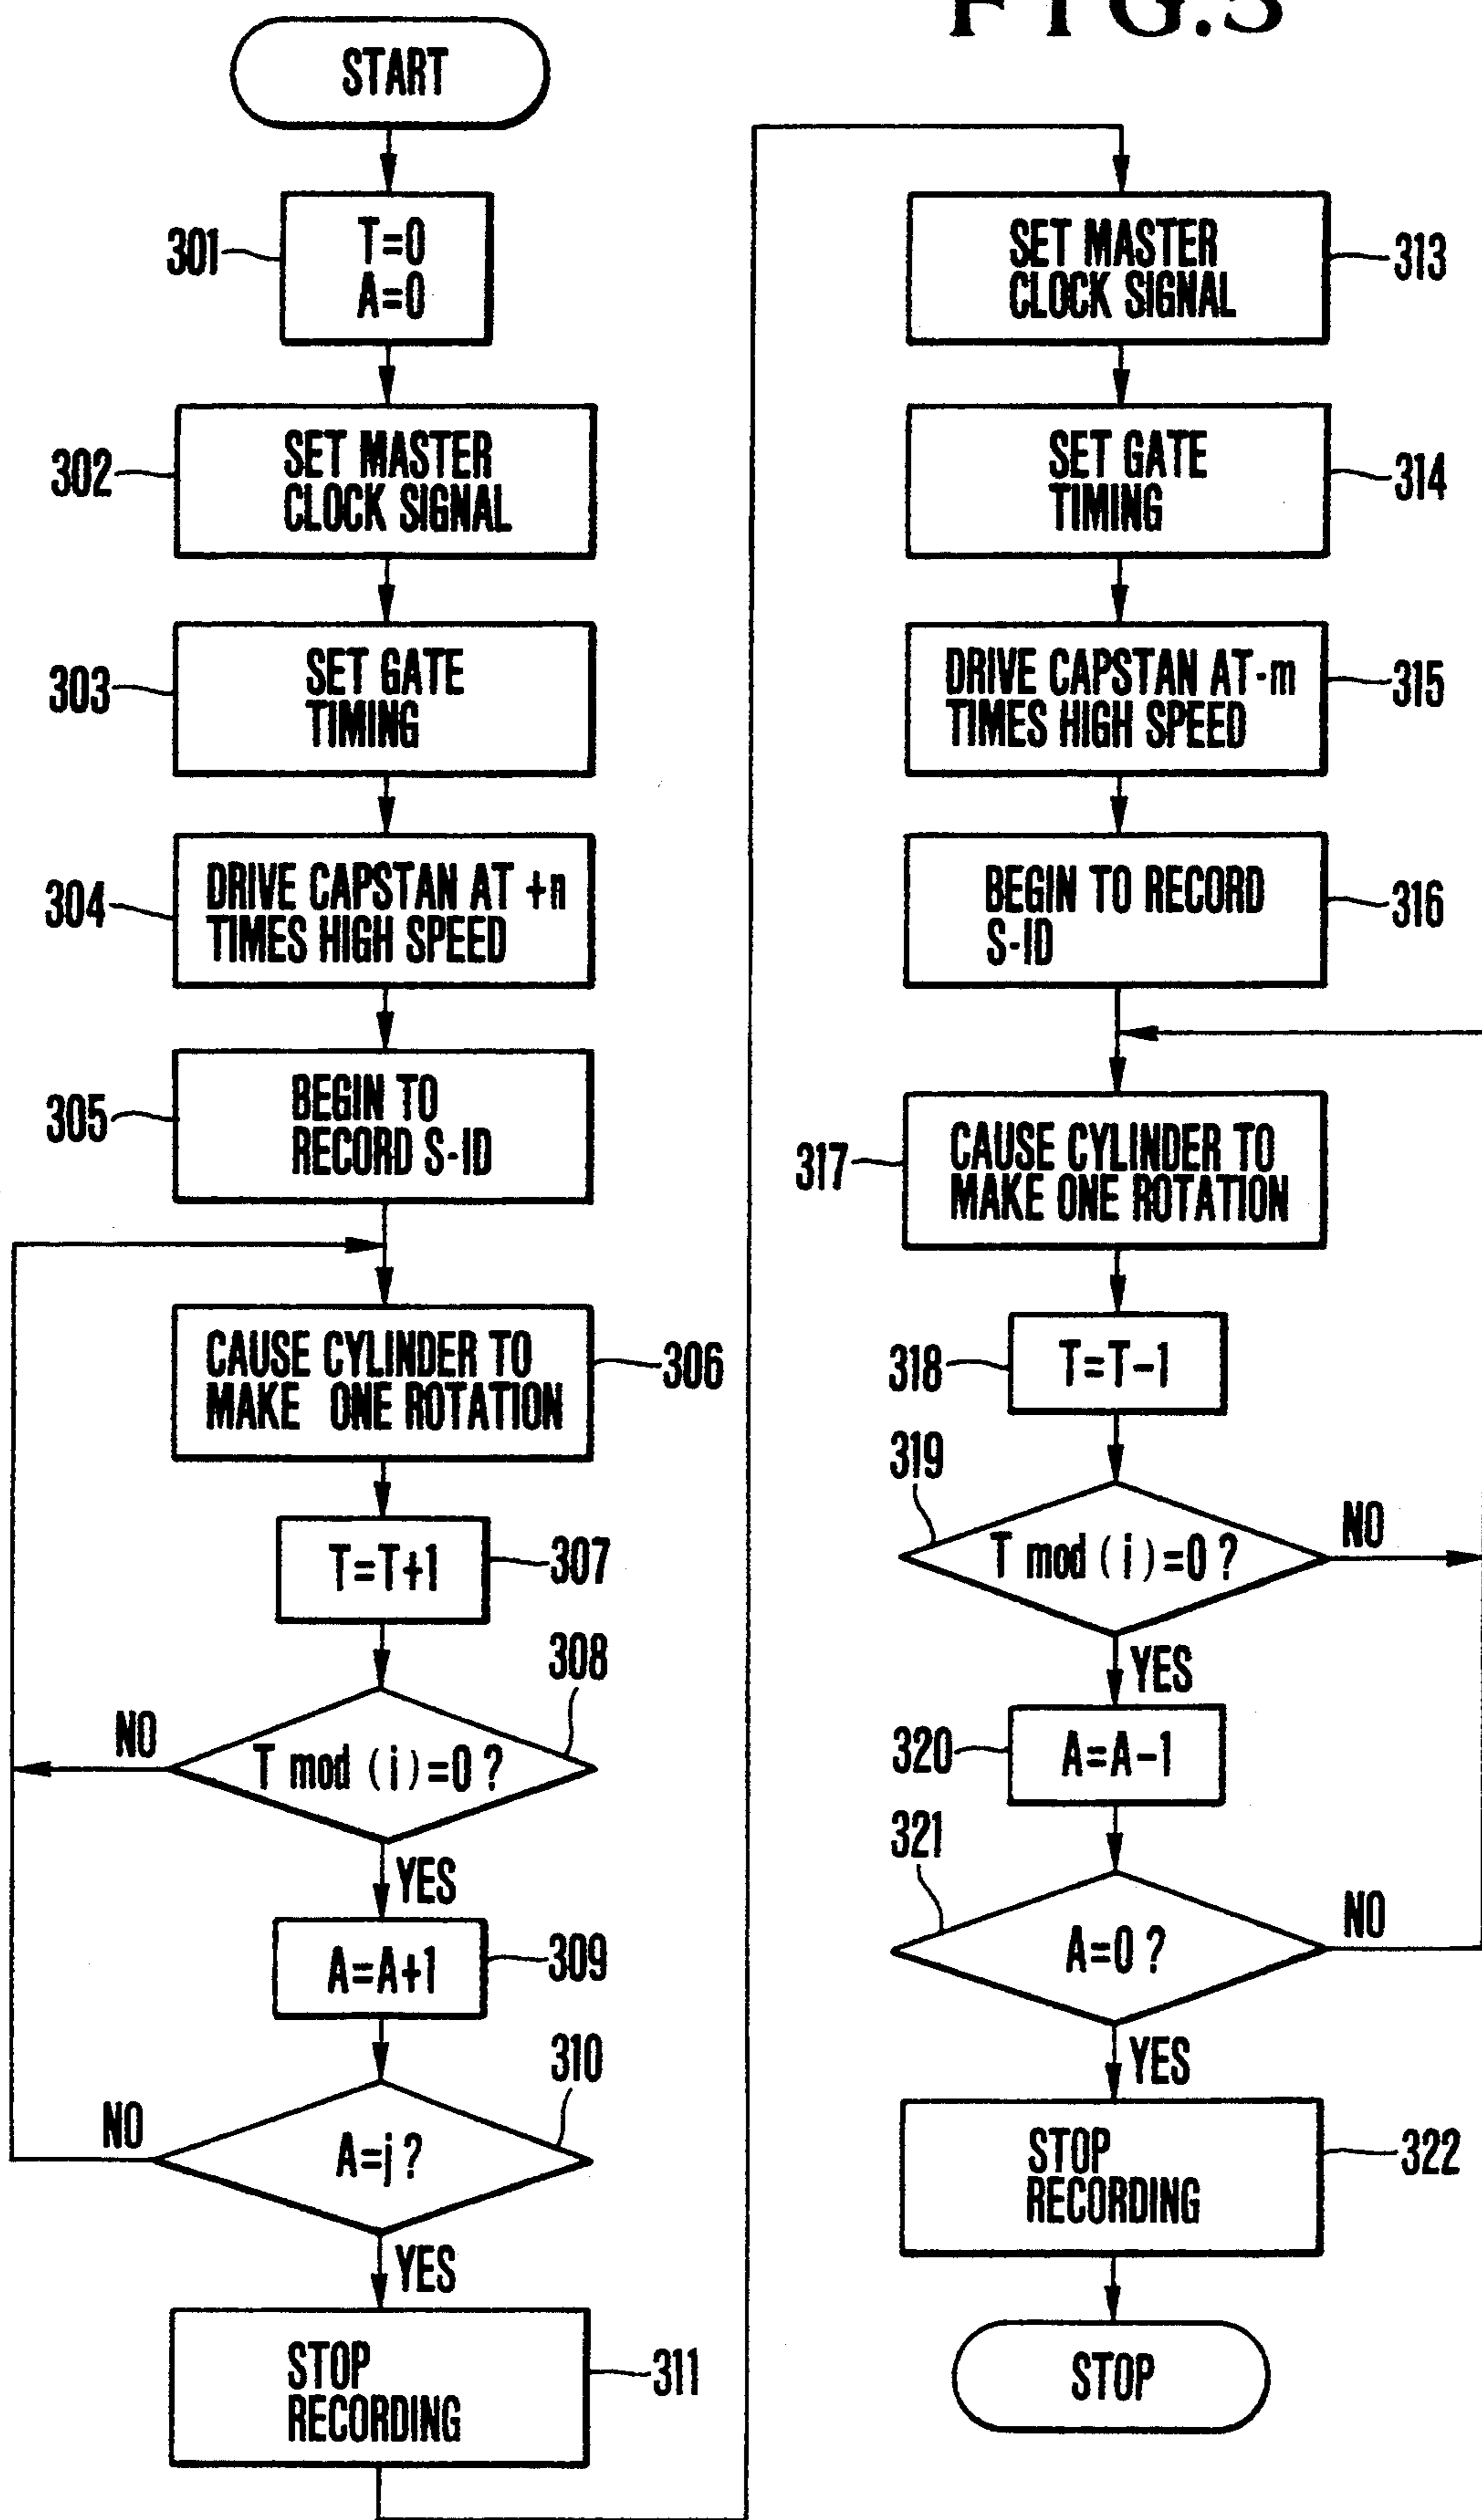 FIG.3
START
301
T=0
A=0
302
SET MASTER
CLOCK SIGNAL
303
SET GATE
TIMING
304
DRIVE CAPSTAN AT +n
TIMES HIGH SPEED
305
BEGIN TO
RECORD S-ID
CAUSE CYLINDER TO
MAKE ONE ROTATION
306
T=T+1
307
308
T mod (i)=0 ?
NO
YES
A=A+1
309
310
A=j ?
NO
YES
STOP
RECORDING
311
SET MASTER
CLOCK SIGNAL
313
SET GATE
TIMING
314
DRIVE CAPSTAN AT -m
TIMES HIGH SPEED
315
BEGIN TO RECORD
S-ID
316
317
CAUSE CYLINDER TO
MAKE ONE ROTATION
318
T=T-1
319
T mod (i)=0 ?
NO
YES
320
A=A-1
321
A=0 ?
NO
YES
STOP
RECORDING
322
STOP